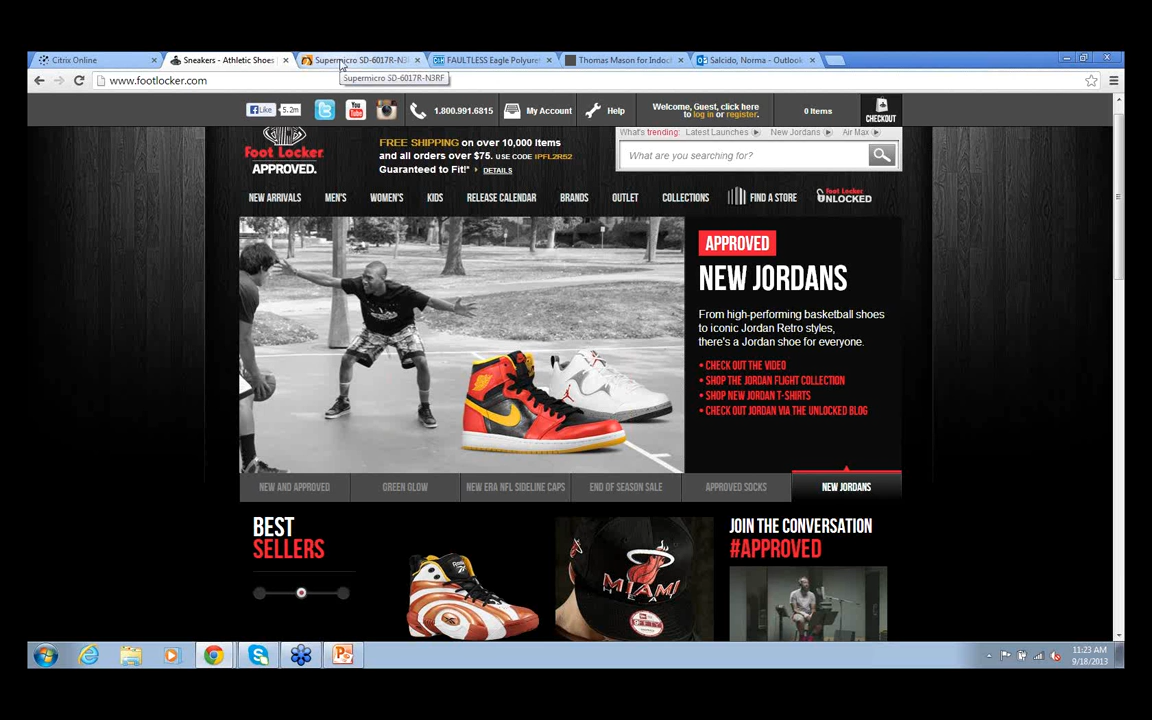 Citrix Online
Sneakers - Athletic Shoes
Supermicro SD-6017R-N3
FAULTLESS Eagle Polyuret
Thomas Mason for Indoch
Salcido, Norma - Outlook
www.footlocker.com
Supermicro SD-6017R-N3RF
Like 5.2m
You Tube
1.800.991.6815
My Account
Help
Welcome, Guest, click here
to log in or register.
0 Items
CHECKOUT
Foot Locker
APPROVED.
FREE SHIPPING on over 10,000 Items
and all orders over $75. USE CODE IPFL2R52
Guaranteed to Fit!* DETAILS
What's trending: Latest Launches New Jordans Air Max
What are you searching for?
NEW ARRIVALS MEN'S WOMEN'S KIDS RELEASE CALENDAR BRANDS OUTLET COLLECTIONS FIND A STORE Foot Locker UNLOCKED
APPROVED
NEW JORDANS
From high-performing basketball shoes
to iconic Jordan Retro styles,
there's a Jordan shoe for everyone.
• CHECK OUT THE VIDEO
• SHOP THE JORDAN FLIGHT COLLECTION
• SHOP NEW JORDAN T-SHIRTS
• CHECK OUT JORDAN VIA THE UNLOCKED BLOG
NEW AND APPROVED GREEN GLOW NEW ERA NFL SIDELINE CAPS END OF SEASON SALE APPROVED SOCKS NEW JORDANS
BEST
SELLERS
MIAMI
JOIN THE CONVERSATION
#APPROVED
11:23 AM
9/18/2013